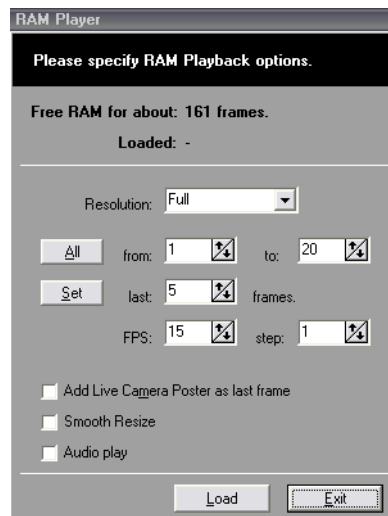 RAM Player
Please specify RAM Playback options.
Free RAM for about: 161 frames.
Loaded: -
Resolution: Full
All from: 1 to: 20
Set last: 5 frames.
FPS: 15 step: 1
Add Live Camera Poster as last frame
Smooth Resize
Audio play
Load Exit